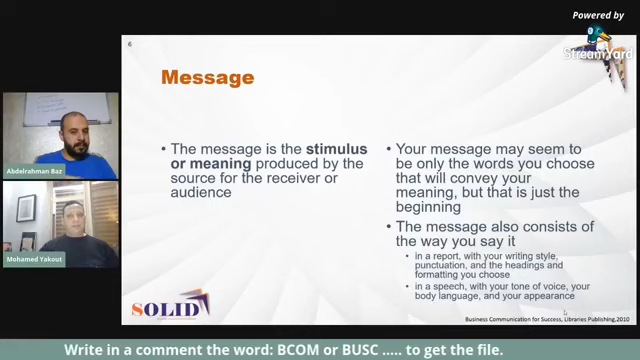 Powered by
StreamYard
6
Message
• The message is the stimulus
or meaning produced by the
source for the receiver or
audience
• Your message may seem to
be only the words you choose
that will convey your
meaning, but that is just the
beginning
• The message also consists of
the way you say it
• in a report, with your writing style,
punctuation, and the headings and
formatting you choose
• in a speech, with your tone of voice, your
body language, and your appearance
Abdelrahman Baz
Mohamed Yakout
SOLID
Business Communication for Success, Libraries Publishing,2010
Write in a comment the word: BCOM or BUSC ..... to get the file.